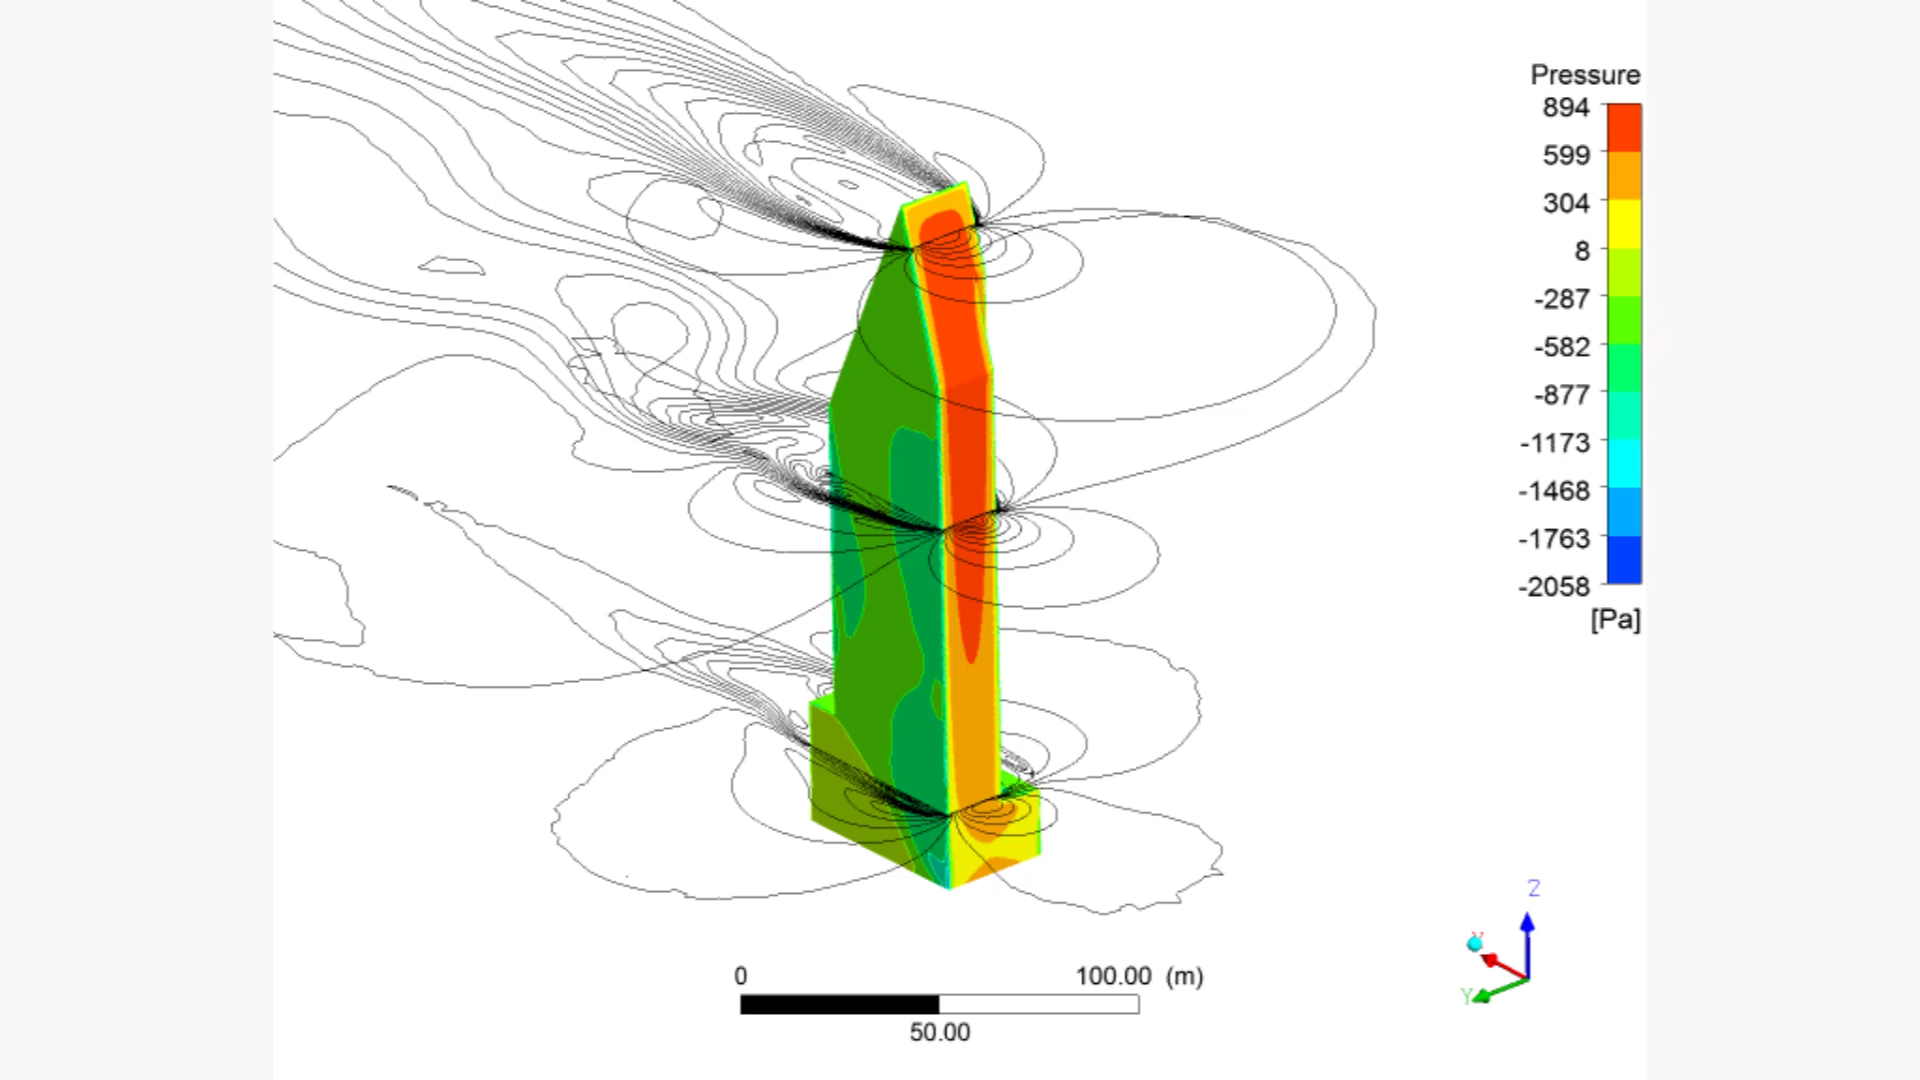 Pressure
894
599
304
8
-287
-582
-877
-1173
-1468
-1763
-2058
[Pa]
Z
Y
0 100.00 (m)
50.00